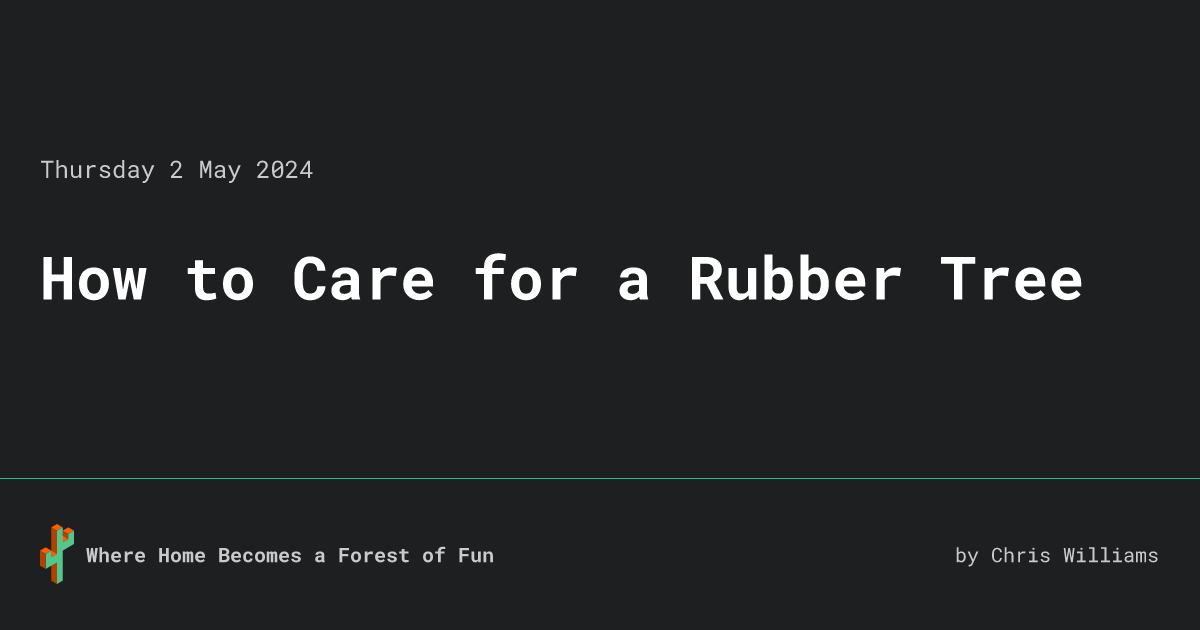 Thursday 2 May 2024
How to Care for a Rubber Tree
Where Home Becomes a Forest of Fun
by Chris Williams